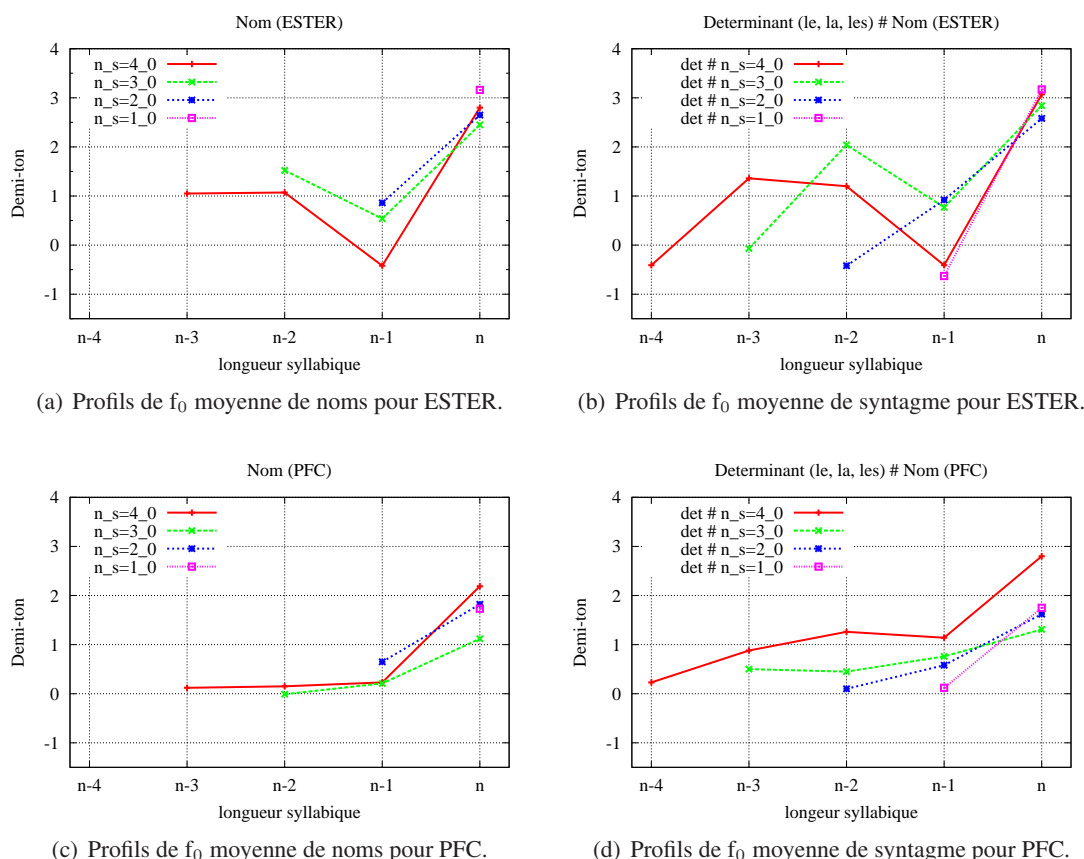 Nom (ESTER)
4
3
2
1
0
-1
Demi-ton
n_s=4_0
n_s=3_0
n_s=2_0
n_s=1_0
n-4 n-3 n-2 n-1 n
longueur syllabique
(a) Profils de f0 moyenne de noms pour ESTER.
Determinant (le, la, les) # Nom (ESTER)
4
3
2
1
0
-1
Demi-ton
det # n_s=4_0
det # n_s=3_0
det # n_s=2_0
det # n_s=1_0
n-4 n-3 n-2 n-1 n
longueur syllabique
(b) Profils de f0 moyenne de syntagme pour ESTER.
Nom (PFC)
4
3
2
1
0
-1
Demi-ton
n_s=4_0
n_s=3_0
n_s=2_0
n_s=1_0
n-4 n-3 n-2 n-1 n
longueur syllabique
(c) Profils de f0 moyenne de noms pour PFC.
Determinant (le, la, les) # Nom (PFC)
4
3
2
1
0
-1
Demi-ton
det # n_s=4_0
det # n_s=3_0
det # n_s=2_0
det # n_s=1_0
n-4 n-3 n-2 n-1 n
longueur syllabique
(d) Profils de f0 moyenne de syntagme pour PFC.